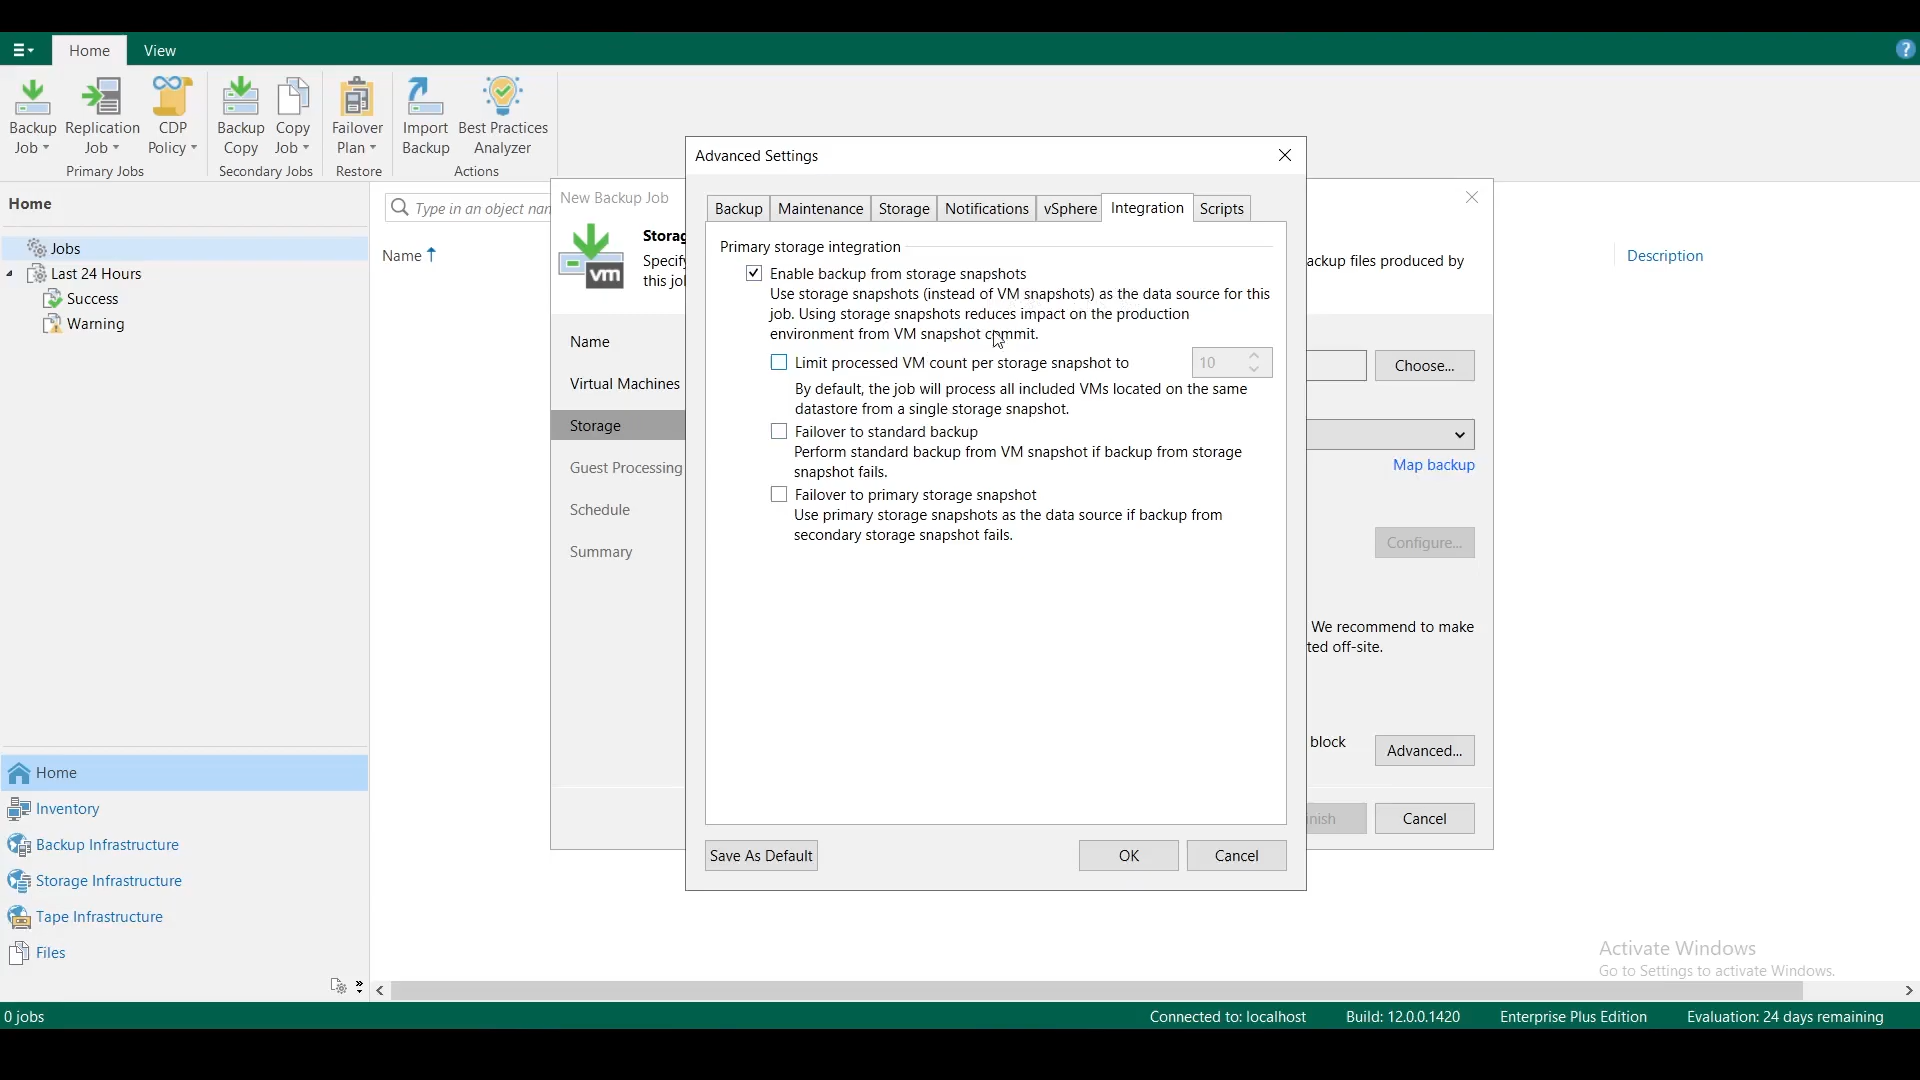 Home
View
?
Backup Job
Replication Job
CDP Policy
Backup Copy
Copy Job
Failover Plan
Import Backup
Best Practices Analyzer
Primary Jobs
Secondary Jobs
Restore
Actions
Home
Jobs
Last 24 Hours
Success
Warning
Type in an object nam
Name
Description
New Backup Job
Storag
Specify
this jol
ackup files produced by
Name
Virtual Machines
Storage
Guest Processing
Schedule
Summary
Choose...
Map backup
Configure...
We recommend to make
ted off-site.
block
Advanced...
nish
Cancel
Advanced Settings
Backup
Maintenance
Storage
Notifications
vSphere
Integration
Scripts
Primary storage integration
Enable backup from storage snapshots
Use storage snapshots (instead of VM snapshots) as the data source for this
job. Using storage snapshots reduces impact on the production
environment from VM snapshot commit.
Limit processed VM count per storage snapshot to
10
By default, the job will process all included VMs located on the same
datastore from a single storage snapshot.
Failover to standard backup
Perform standard backup from VM snapshot if backup from storage
snapshot fails.
Failover to primary storage snapshot
Use primary storage snapshots as the data source if backup from
secondary storage snapshot fails.
Save As Default
OK
Cancel
Home
Inventory
Backup Infrastructure
Storage Infrastructure
Tape Infrastructure
Files
Activate Windows
Go to Settings to activate Windows.
0 jobs
Connected to: localhost
Build: 12.0.0.1420
Enterprise Plus Edition
Evaluation: 24 days remaining